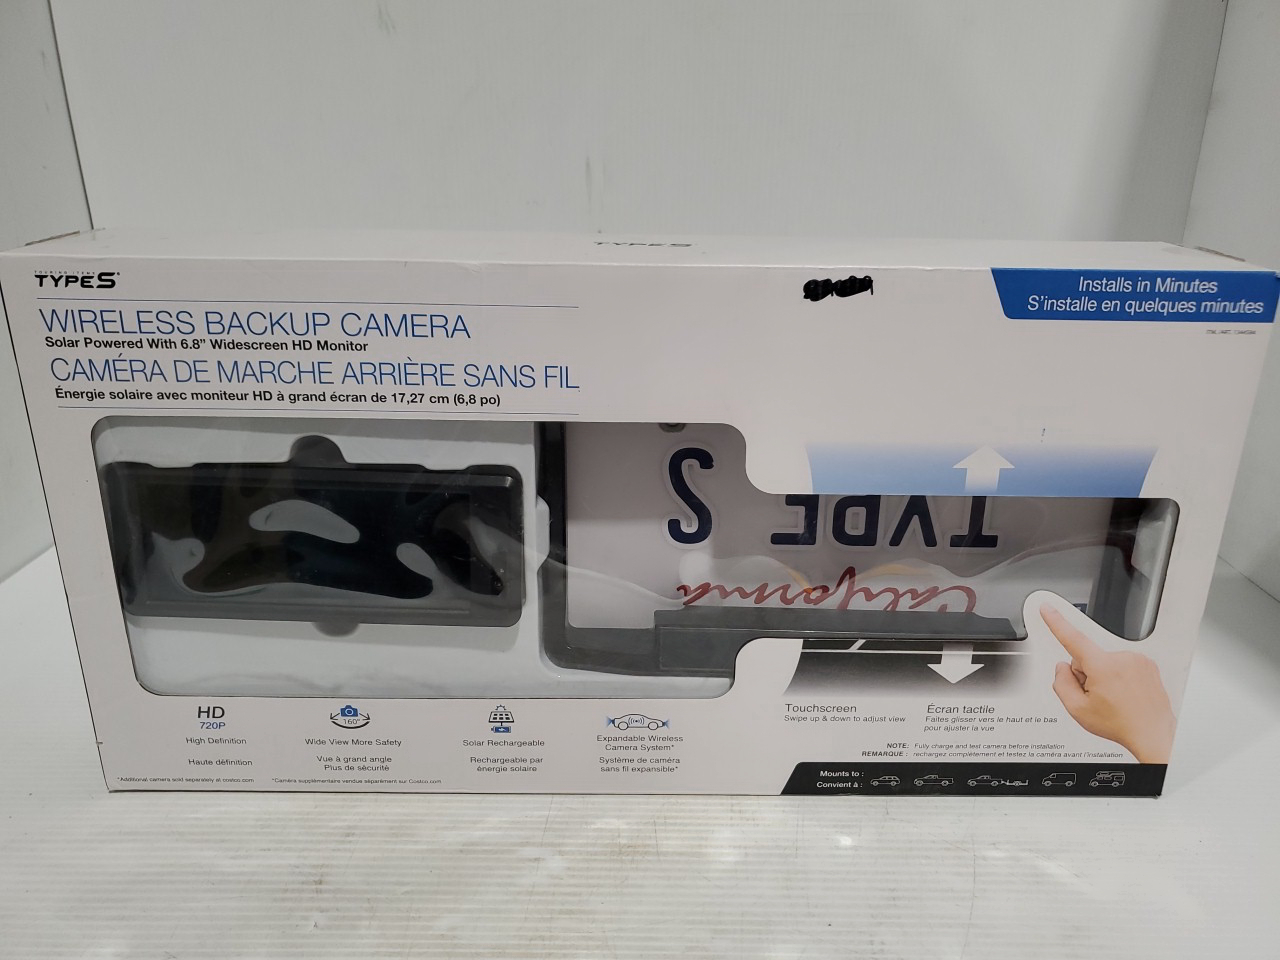 TYPE S
TYPE S
WIRELESS BACKUP CAMERA
Solar Powered With 6.8" Widescreen HD Monitor
CAMÉRA DE MARCHE ARRIÈRE SANS FIL
Énergie solaire avec moniteur HD à grand écran de 17,27 cm (6,8 po)
Installs in Minutes
S'installe en quelques minutes
TYPE S
California
HD
720P
High Definition
Haute définition
160°
Wide View More Safety
Vue à grand angle
Plus de sécurité
Solar Rechargeable
Rechargeable par
énergie solaire
Expandable Wireless
Camera System*
Système de caméra
sans fil expansible*
*Additional camera sold separately at costco.com
*Caméra supplémentaire vendue séparément sur Costco.com
Touchscreen
Swipe up & down to adjust view
Écran tactile
Faites glisser vers le haut et le bas
pour ajuster la vue
NOTE: Fully charge and test camera before installation
REMARQUE : rechargez complètement et testez la caméra avant l'installation
Mounts to :
Convient à :